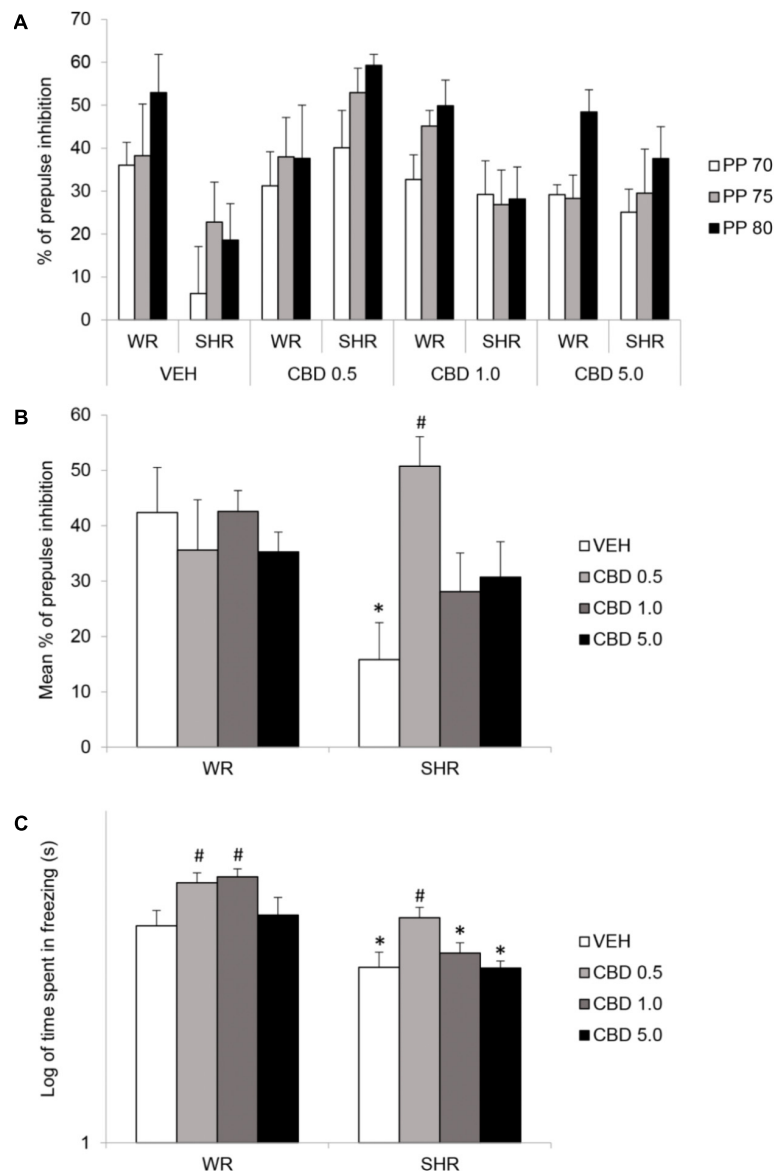 A
70
60
50
40
30
20
10
0
% of prepulse inhibition
PP 70
PP 75
PP 80
WR SHR WR SHR WR SHR WR SHR
VEH CBD 0.5 CBD 1.0 CBD 5.0
B
60
50
40
30
20
10
0
Mean % of prepulse inhibition
#
*
VEH
CBD 0.5
CBD 1.0
CBD 5.0
WR SHR
C
Log of time spent in freezing (s)
# #
* # * *
VEH
CBD 0.5
CBD 1.0
CBD 5.0
1
WR SHR